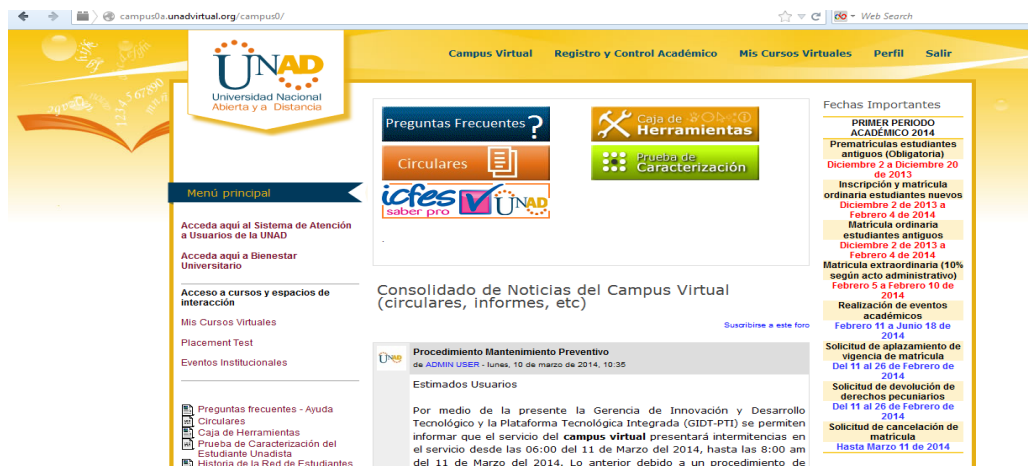 campus0a.unadvirtual.org/campus0/
Web Search
UNAD
Universidad Nacional
Abierta y a Distancia
Campus Virtual Registro y Control Académico Mis Cursos Virtuales Perfil Salir
Menú principal
Acceda aquí al Sistema de Atención
a Usuarios de la UNAD
Acceda aquí a Bienestar
Universitario
Acceso a cursos y espacios de
interacción
Mis Cursos Virtuales
Placement Test
Eventos Institucionales
Preguntas frecuentes - Ayuda
Circulares
Caja de Herramientas
Prueba de Caracterización del
Estudiante Unadista
Historia de la Red de Estudiantes
Preguntas Frecuentes ?
Caja de
Herramientas
Circulares
Prueba de
Caracterización
icfes
saber pro
UNAD
.
Consolidado de Noticias del Campus Virtual
(circulares, informes, etc)
Suscribirse a este foro
UNAD
Procedimiento Mantenimiento Preventivo
de ADMIN USER - lunes, 10 de marzo de 2014, 10:35
Estimados Usuarios
Por medio de la presente la Gerencia de Innovación y Desarrollo
Tecnológico y la Plataforma Tecnológica Integrada (GIDT-PTI) se permiten
informar que el servicio del campus virtual presentará intermitencias en
el servicio desde las 06:00 del 11 de Marzo del 2014, hasta las 8:00 am
del 11 de Marzo del 2014. Lo anterior debido a un procedimiento de
Fechas Importantes
PRIMER PERIODO
ACADÉMICO 2014
Prematrículas estudiantes
antiguos (Obligatoria)
Diciembre 2 a Diciembre 20
de 2013
Inscripción y matrícula
ordinaria estudiantes nuevos
Diciembre 2 de 2013 a
Febrero 4 de 2014
Matrícula ordinaria
estudiantes antiguos
Diciembre 2 de 2013 a
Febrero 4 de 2014
Matricula extraordinaria (10%
según acto administrativo)
Febrero 5 a Febrero 10 de
2014
Realización de eventos
académicos
Febrero 11 a Junio 18 de
2014
Solicitud de aplazamiento de
vigencia de matrícula
Del 11 al 26 de Febrero de
2014
Solicitud de devolución de
derechos pecuniarios
Del 11 al 26 de Febrero de
2014
Solicitud de cancelación de
matrícula
Hasta Marzo 11 de 2014